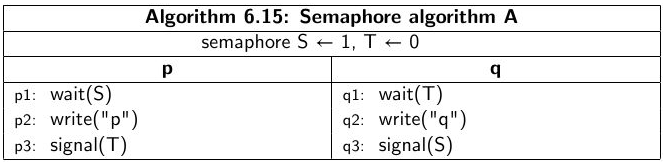 Algorithm 6.15: Semaphore algorithm A
semaphore S ← 1, T ← 0
p q
p1: wait(S) q1: wait(T)
p2: write("p") q2: write("q")
p3: signal(T) q3: signal(S)